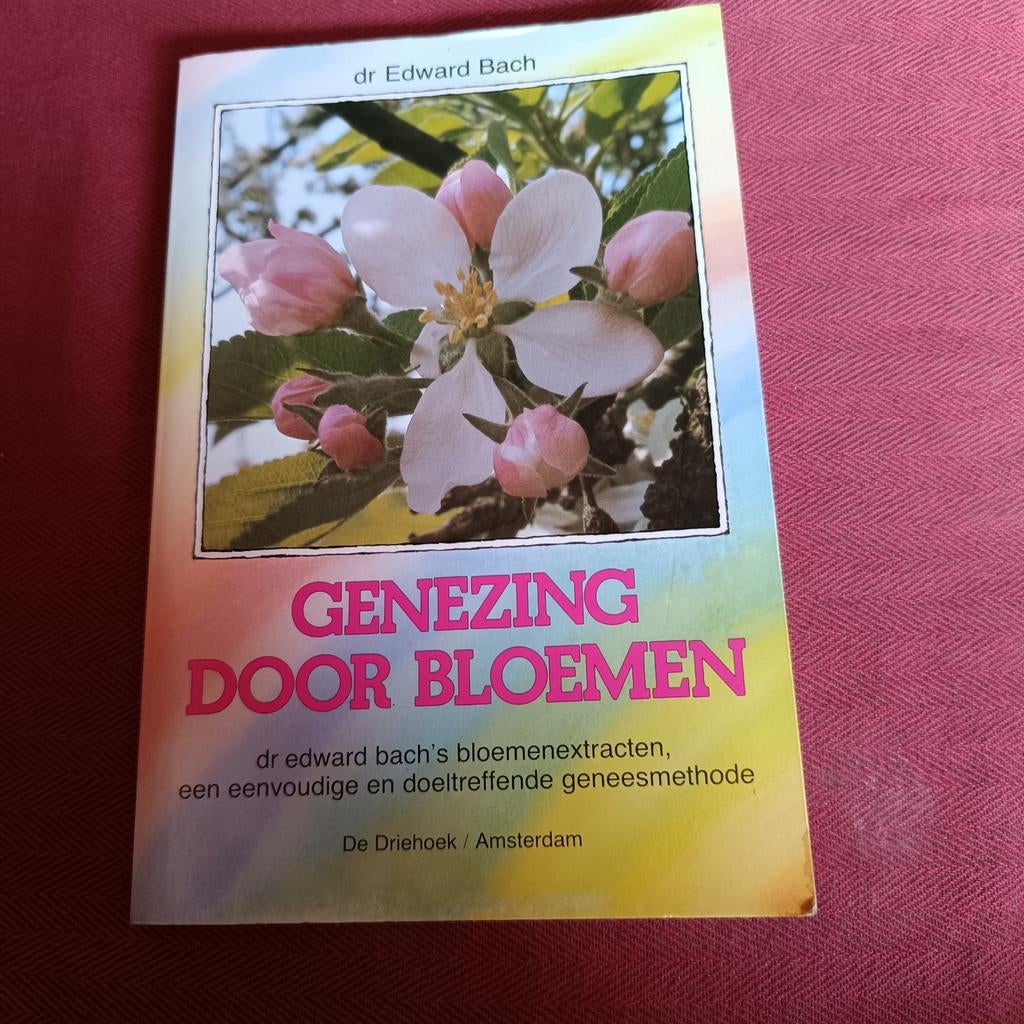 dr Edward Bach
GENEZING
DOOR BLOEMEN
dr edward bach's bloemenextracten,
een eenvoudige en doeltreffende geneesmethode
De Driehoek / Amsterdam